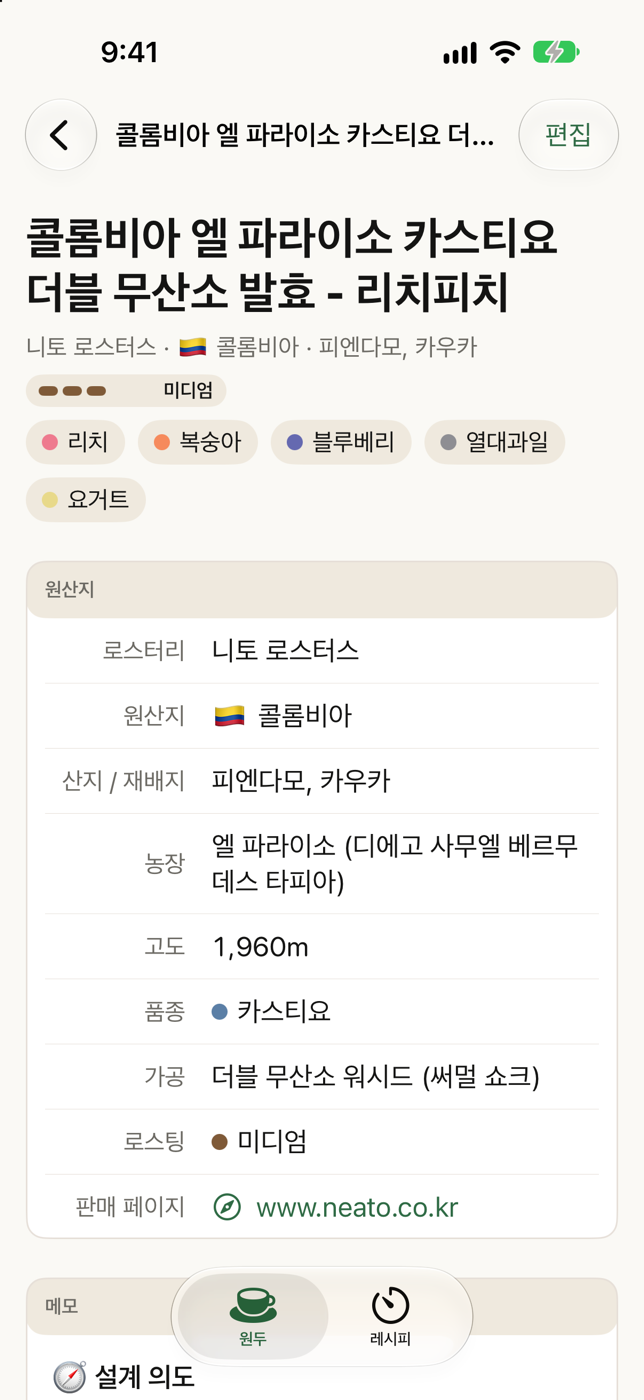 9:41
콜롬비아 엘 파라이소 카스티요 더...
편집
콜롬비아 엘 파라이소 카스티요
더블 무산소 발효 - 리치피치
니토 로스터스 · 🇨🇴 콜롬비아 · 피엔다모, 카우카
미디엄
리치
복숭아
블루베리
열대과일
요거트
원산지
로스터리 니토 로스터스
원산지 🇨🇴 콜롬비아
산지 / 재배지 피엔다모, 카우카
농장 엘 파라이소 (디에고 사무엘 베르무
데스 타피아)
고도 1,960m
품종 카스티요
가공 더블 무산소 워시드 (써멀 쇼크)
로스팅 미디엄
판매 페이지 www.neato.co.kr
메모
원두
레시피
🧭 설계 의도